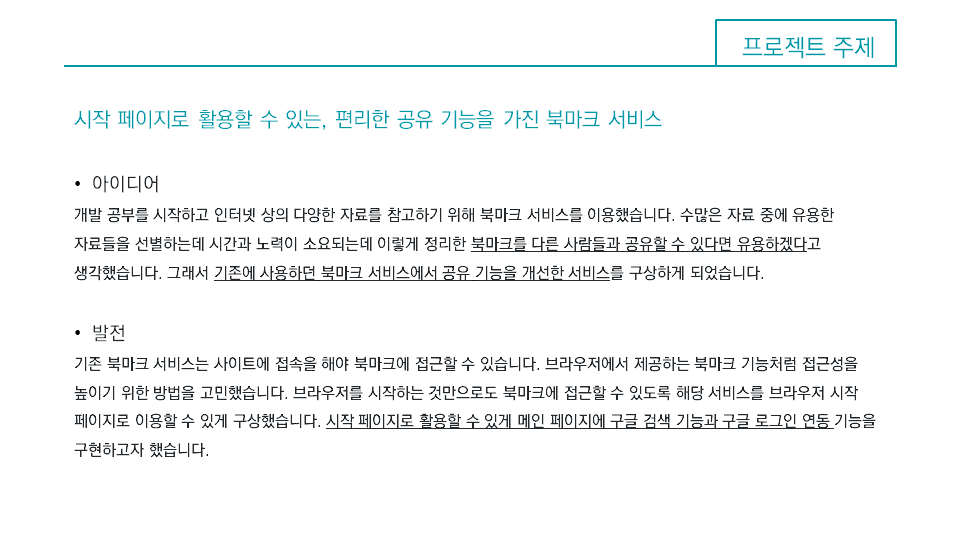 프로젝트 주제
시작 페이지로 활용할 수 있는, 편리한 공유 기능을 가진 북마크 서비스
• 아이디어
개발 공부를 시작하고 인터넷 상의 다양한 자료를 참고하기 위해 북마크 서비스를 이용했습니다. 수많은 자료 중에 유용한
자료들을 선별하는데 시간과 노력이 소요되는데 이렇게 정리한 북마크를 다른 사람들과 공유할 수 있다면 유용하겠다고
생각했습니다. 그래서 기존에 사용하던 북마크 서비스에서 공유 기능을 개선한 서비스를 구상하게 되었습니다.
• 발전
기존 북마크 서비스는 사이트에 접속을 해야 북마크에 접근할 수 있습니다. 브라우저에서 제공하는 북마크 기능처럼 접근성을
높이기 위한 방법을 고민했습니다. 브라우저를 시작하는 것만으로도 북마크에 접근할 수 있도록 해당 서비스를 브라우저 시작
페이지로 이용할 수 있게 구상했습니다. 시작 페이지로 활용할 수 있게 메인 페이지에 구글 검색 기능과 구글 로그인 연동 기능을
구현하고자 했습니다.